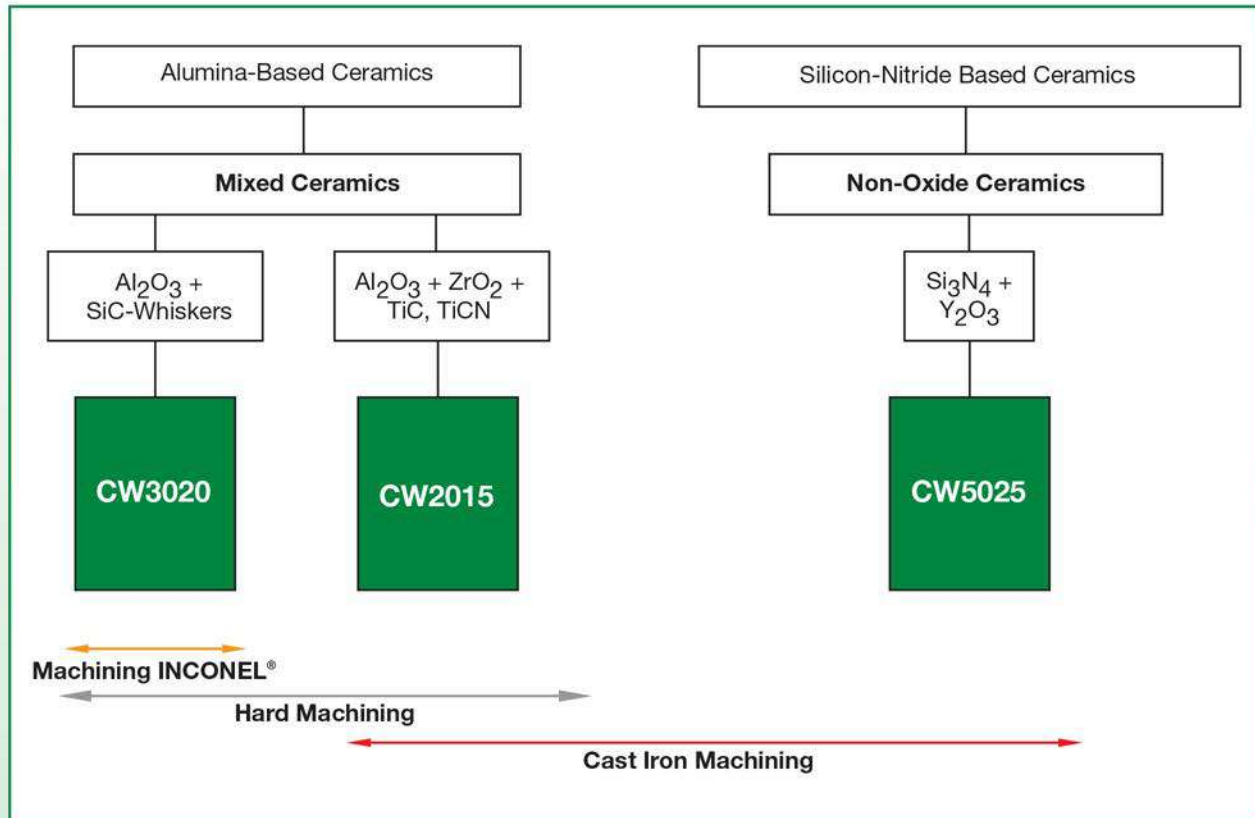 Alumina-Based Ceramics
Silicon-Nitride Based Ceramics
Mixed Ceramics
Non-Oxide Ceramics
Al₂O₃ +
SiC-Whiskers
Al₂O₃ + ZrO₂ +
TiC, TiCN
Si₃N₄ +
Y₂O₃
CW3020
CW2015
CW5025
Machining INCONEL®
Hard Machining
Cast Iron Machining